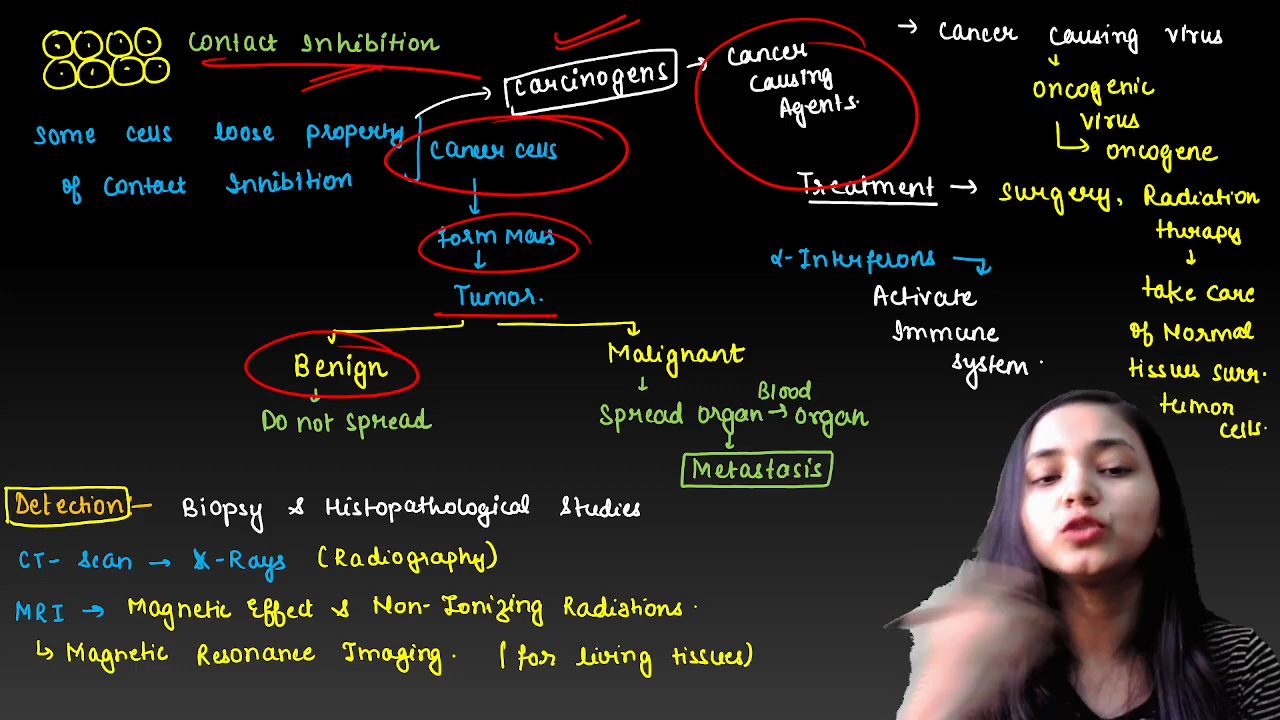 Contact Inhibition
Some cells loose property
of Contact Inhibition
Carcinogens
Cancer
Causing
Agents.
Cancer cells
Form Mass
Tumor.
Benign
Do not spread
Malignant
Spread organ → organ
Blood
Metastasis
→ Cancer Causing virus
oncogenic
virus
oncogene
Treatment → Surgery, Radiation
therapy
take care
of Normal
tissues surr.
tumor
cells.
α-Interferons
Activate
Immune
system.
Detection - Biopsy & Histopathological Studies
CT- Scan → X-Rays (Radiography)
MRI → Magnetic Effect & Non-Ionizing Radiations.
↳ Magnetic Resonance Imaging. (for living tissues)